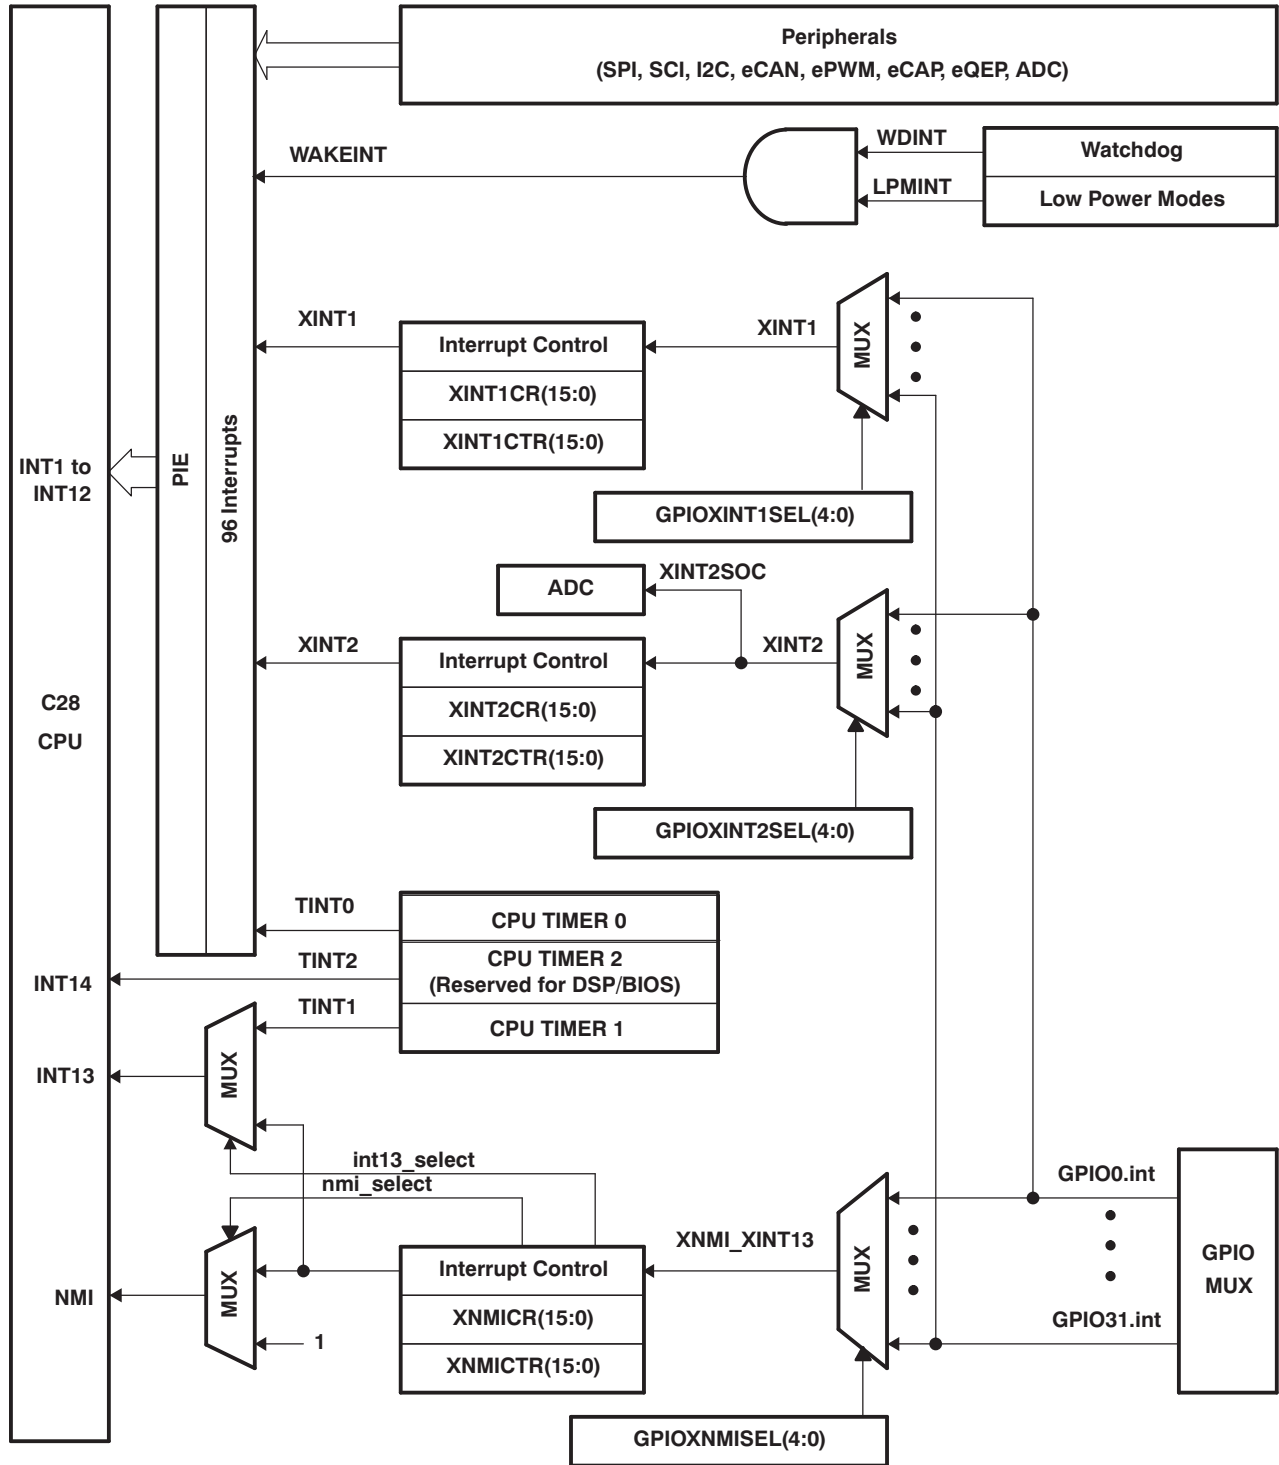 Peripherals
(SPI, SCI, I2C, eCAN, ePWM, eCAP, eQEP, ADC)
WAKEINT
WDINT
Watchdog
LPMINT
Low Power Modes
XINT1
Interrupt Control
XINT1CR(15:0)
XINT1CTR(15:0)
XINT1
MUX
GPIOXINT1SEL(4:0)
INT1 to
INT12
PIE
96 Interrupts
ADC
XINT2SOC
XINT2
Interrupt Control
XINT2CR(15:0)
XINT2CTR(15:0)
XINT2
MUX
GPIOXINT2SEL(4:0)
C28
CPU
TINT0
CPU TIMER 0
TINT2
CPU TIMER 2
(Reserved for DSP/BIOS)
INT14
TINT1
CPU TIMER 1
INT13
MUX
int13_select
nmi_select
NMI
MUX
1
Interrupt Control
XNMICR(15:0)
XNMICTR(15:0)
XNMI_XINT13
MUX
GPIO0.int
GPIO31.int
GPIO
MUX
GPIOXNMISEL(4:0)